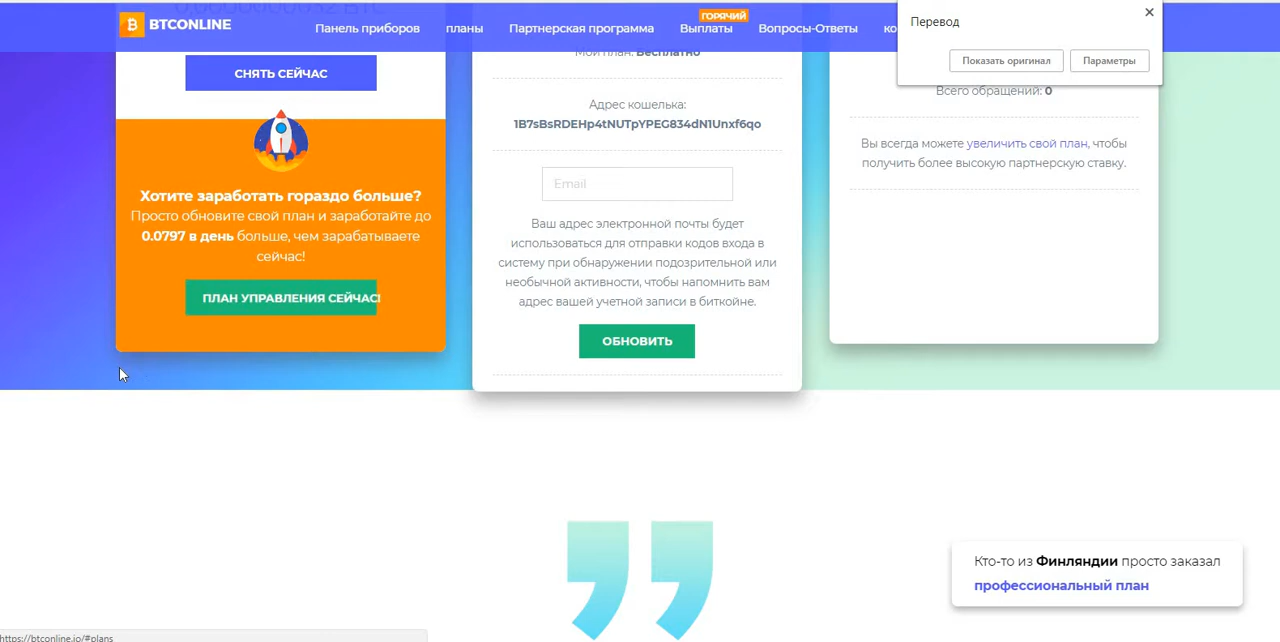 BTCONLINE
Панель приборов
планы
Партнерская программа
ГОРЯЧИЙ
Выплаты
Вопросы-Ответы
ко
Перевод
Показать оригинал
Параметры
СНЯТЬ СЕЙЧАС
Хотите заработать гораздо больше?
Просто обновите свой план и заработайте до
0.0797 в день больше, чем зарабатываете
сейчас!
ПЛАН УПРАВЛЕНИЯ СЕЙЧАС!
Мой план: Бесплатно
Адрес кошелька:
1B7sBsRDEHp4tNUTpYPEG834dN1Unxf6qo
Email
Ваш адрес электронной почты будет
использоваться для отправки кодов входа в
систему при обнаружении подозрительной или
необычной активности, чтобы напомнить вам
адрес вашей учетной записи в биткойне.
ОБНОВИТЬ
Всего обращений: 0
Вы всегда можете увеличить свой план, чтобы
получить более высокую партнерскую ставку.
Кто-то из Финляндии просто заказал
профессиональный план
https://btconline.io/#plans